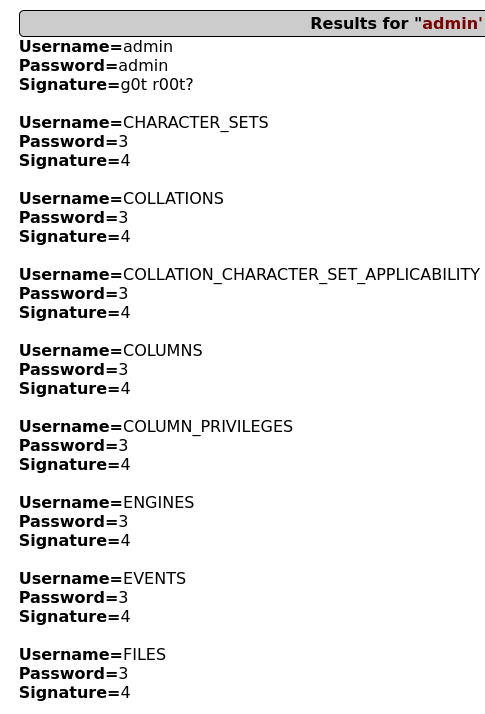 Results for "admin'
Username=admin
Password=admin
Signature=g0t r00t?
Username=CHARACTER_SETS
Password=3
Signature=4
Username=COLLATIONS
Password=3
Signature=4
Username=COLLATION_CHARACTER_SET_APPLICABILITY
Password=3
Signature=4
Username=COLUMNS
Password=3
Signature=4
Username=COLUMN_PRIVILEGES
Password=3
Signature=4
Username=ENGINES
Password=3
Signature=4
Username=EVENTS
Password=3
Signature=4
Username=FILES
Password=3
Signature=4